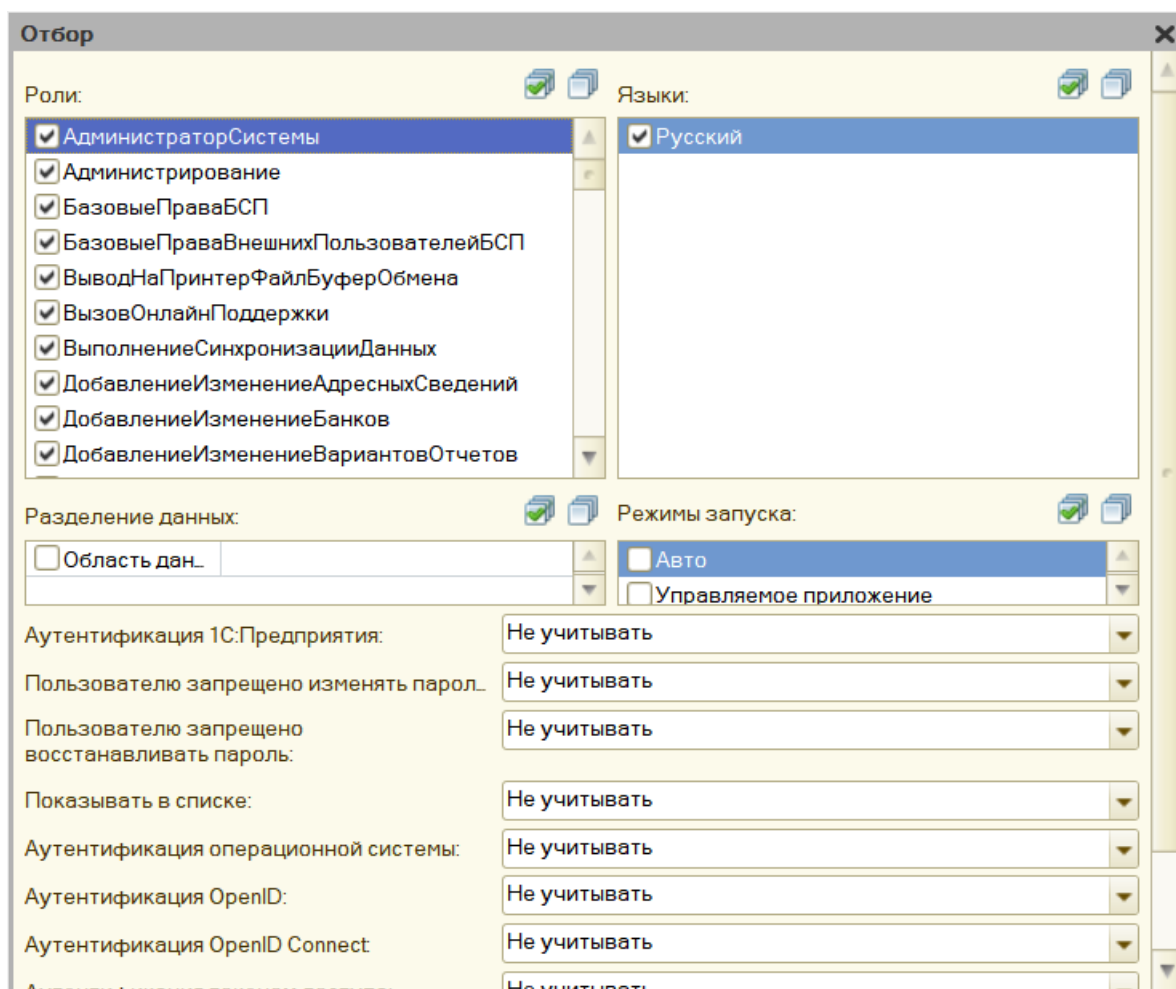 Отбор
Роли:
АдминистраторСистемы
Администрирование
БазовыеПраваБСП
БазовыеПраваВнешнихПользователейБСП
ВыводНаПринтерФайлБуферОбмена
ВызовОнлайнПоддержки
ВыполнениеСинхронизацииДанных
ДобавлениеИзменениеАдресныхСведений
ДобавлениеИзменениеБанков
ДобавлениеИзменениеВариантовОтчетов
Языки:
Русский
Разделение данных:
Область дан...
Режимы запуска:
Авто
Управляемое приложение
Аутентификация 1С:Предприятия: Не учитывать
Пользователю запрещено изменять парол... Не учитывать
Пользователю запрещено
восстанавливать пароль: Не учитывать
Показывать в списке: Не учитывать
Аутентификация операционной системы: Не учитывать
Аутентификация OpenID: Не учитывать
Аутентификация OpenID Connect: Не учитывать